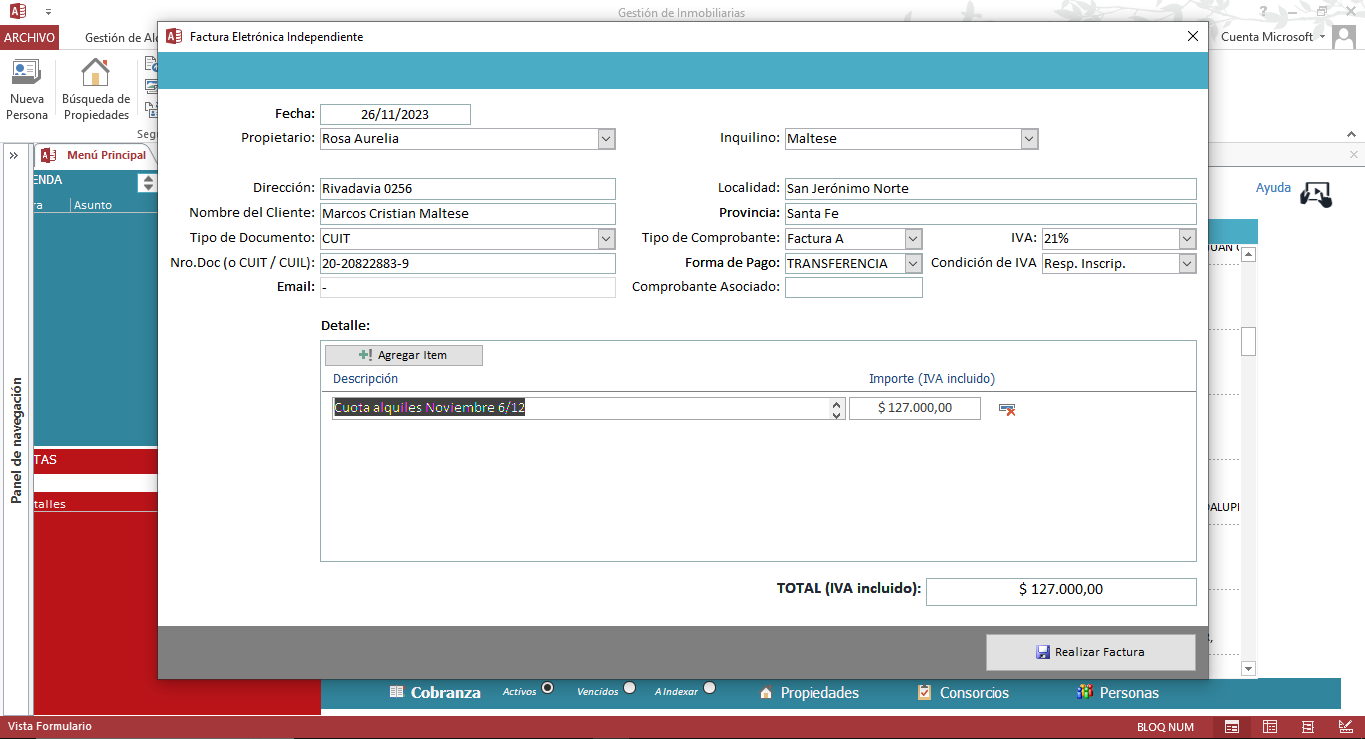 Gestión de Inmobiliarias
ARCHIVO
Gestión de Al
Cuenta Microsoft
Nueva Persona
Búsqueda de Propiedades
Seg
Factura Eletrónica Independiente
Menú Principal
Ayuda
ENDA
ra
Asunto
Panel de navegación
TAS
talles
Fecha: 26/11/2023
Propietario: Rosa Aurelia
Inquilino: Maltese
Dirección: Rivadavia 0256
Localidad: San Jerónimo Norte
Nombre del Cliente: Marcos Cristian Maltese
Provincia: Santa Fe
Tipo de Documento: CUIT
Tipo de Comprobante: Factura A
IVA: 21%
Nro.Doc (o CUIT / CUIL): 20-20822883-9
Forma de Pago: TRANSFERENCIA
Condición de IVA Resp. Inscrip.
Email: -
Comprobante Asociado:
Detalle:
Agregar Item
Descripción
Importe (IVA incluido)
Cuota alquiles Noviembre 6/12
$ 127.000,00
TOTAL (IVA incluido): $ 127.000,00
Realizar Factura
DALUPI
Cobranza
Activos
Vencidos
A Indexar
Propiedades
Consorcios
Personas
Vista Formulario
BLOQ NUM